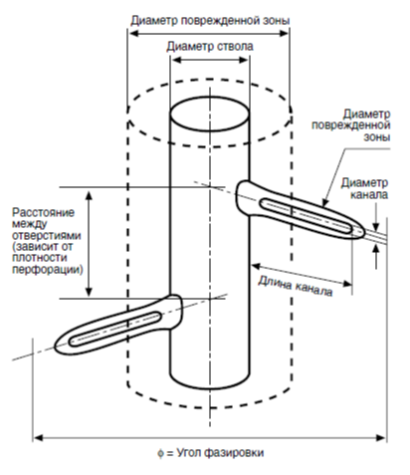 Диаметр поврежденной зоны
Диаметр ствола
Диаметр
поврежденной
зоны
Диаметр
канала
Расстояние
между
отверстиями
(зависит от
плотности
перфорации)
Длина канала
ϕ = Угол фазировки